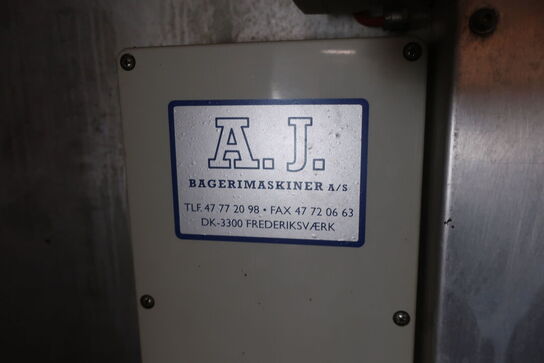 A.J.
BAGERIMASKINER A/S
TLF. 47 77 20 98 • FAX 47 72 06 63
DK-3300 FREDERIKSVÆRK